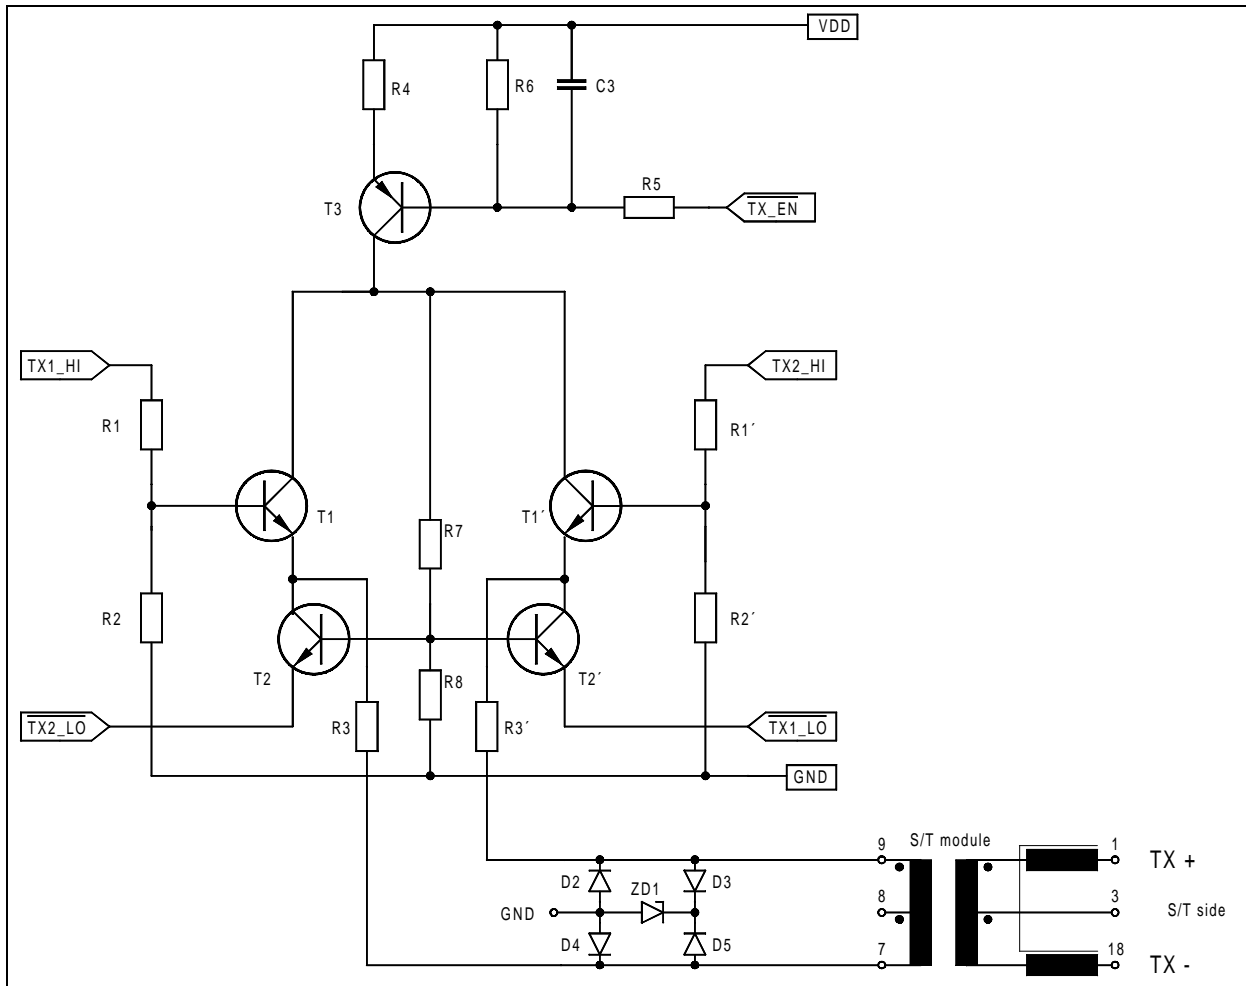 VDD
R4
R6
C3
R5
T3
TX_EN
TX1_HI
TX2_HI
R1
R1´
T1
T1´
R7
R2
R2´
T2
R8
T2´
TX2_LO
R3
R3´
TX1_LO
GND
9
S/T module
1
TX +
D2
ZD1
D3
GND
8
3
S/T side
D4
D5
7
18
TX -